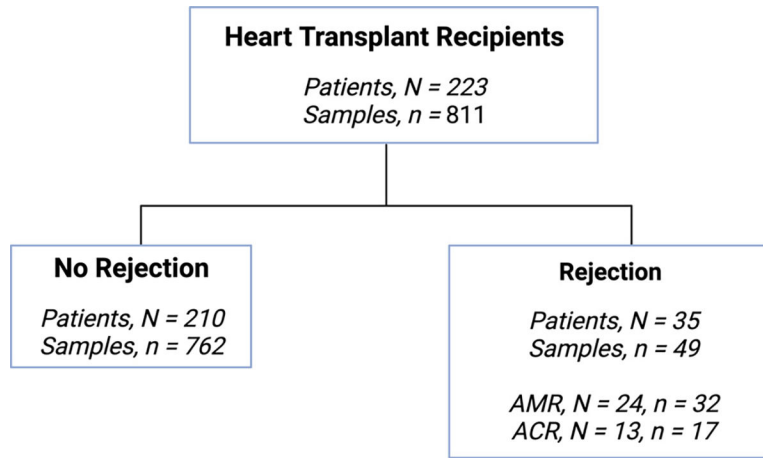 Heart Transplant Recipients
Patients, N = 223
Samples, n = 811
No Rejection
Patients, N = 210
Samples, n = 762
Rejection
Patients, N = 35
Samples, n = 49
AMR, N = 24, n = 32
ACR, N = 13, n = 17